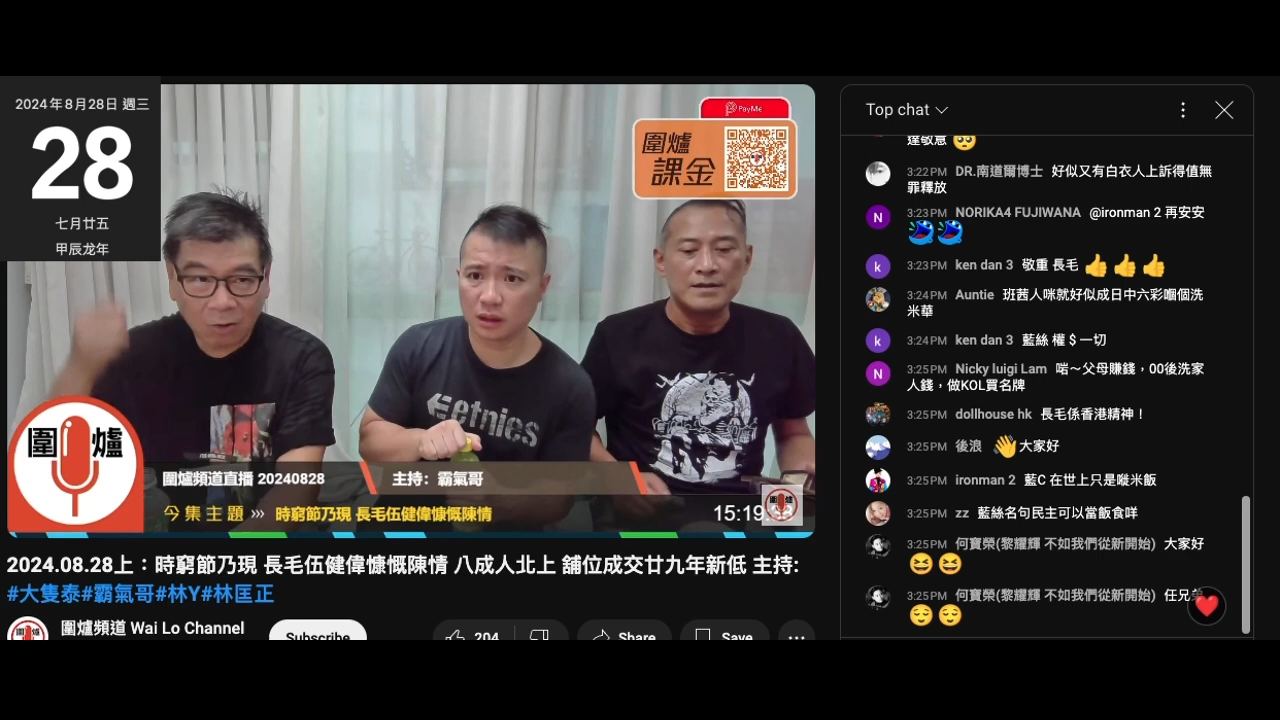 2024年8月28日 週三
28
七月廿五
甲辰龙年
PayMe
圍爐
課金
etnies
圍爐
圍爐頻道直播 20240828
主持：霸氣哥
今集主題 ››› 時窮節乃現 長毛伍健偉慷慨陳情
15:19
2024.08.28上：時窮節乃現 長毛伍健偉慷慨陳情 八成人北上 舖位成交廿九年新低 主持:
#大隻泰#霸氣哥#林Y#林匡正
圍爐頻道 Wai Lo Channel
Subscribe
204
Share
Save
Top chat
達敬意 🥺
3:22PM DR.南道爾博士 好似又有白衣人上訴得值無
罪釋放
N
3:23PM NORIKA4 FUJIWANA @ironman 2 再安安
k
3:23PM ken dan 3 敬重 長毛 👍👍👍
3:24PM Auntie 班茜人咪就好似成日中六彩嗰個洗
米華
k
3:24PM ken dan 3 藍絲 權 $ 一切
N
3:25PM Nicky luigi Lam 啱～父母賺錢，00後洗家
人錢，做KOL買名牌
3:25PM dollhouse hk 長毛係香港精神！
3:25PM 後浪 👋大家好
3:25PM ironman 2 藍C 在世上只是嘥米飯
3:25PM zz 藍絲名句民主可以當飯食咩
3:25PM 何寶榮(黎耀輝 不如我們從新開始) 大家好
😆😆
3:25PM 何寶榮(黎耀輝 不如我們從新開始) 任兄弟
😌😌